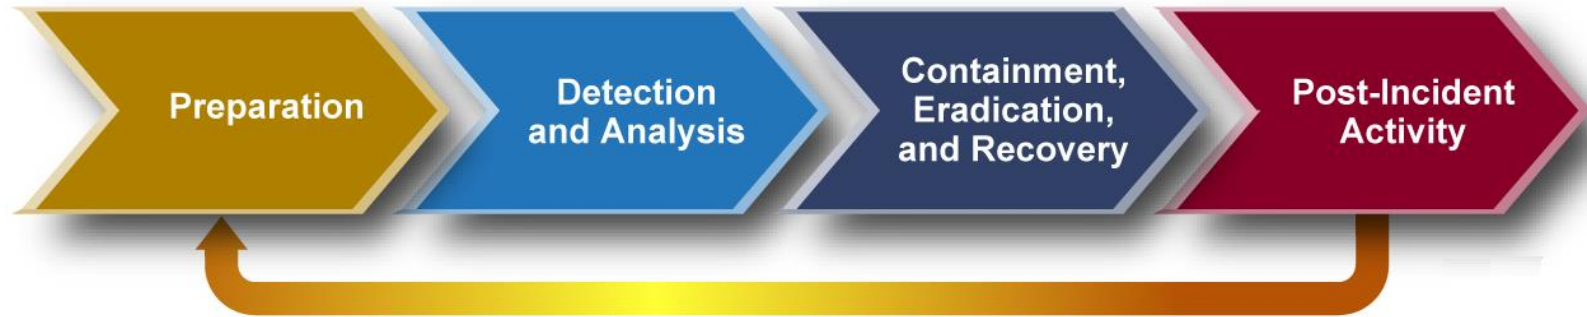 Preparation
Detection
and Analysis
Containment,
Eradication,
and Recovery
Post-Incident
Activity